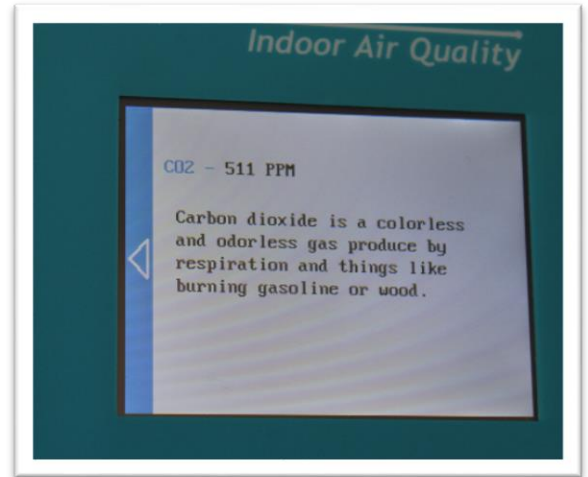 Indoor Air Quality
CO2 - 511 PPM
Carbon dioxide is a colorless
and odorless gas produce by
respiration and things like
burning gasoline or wood.